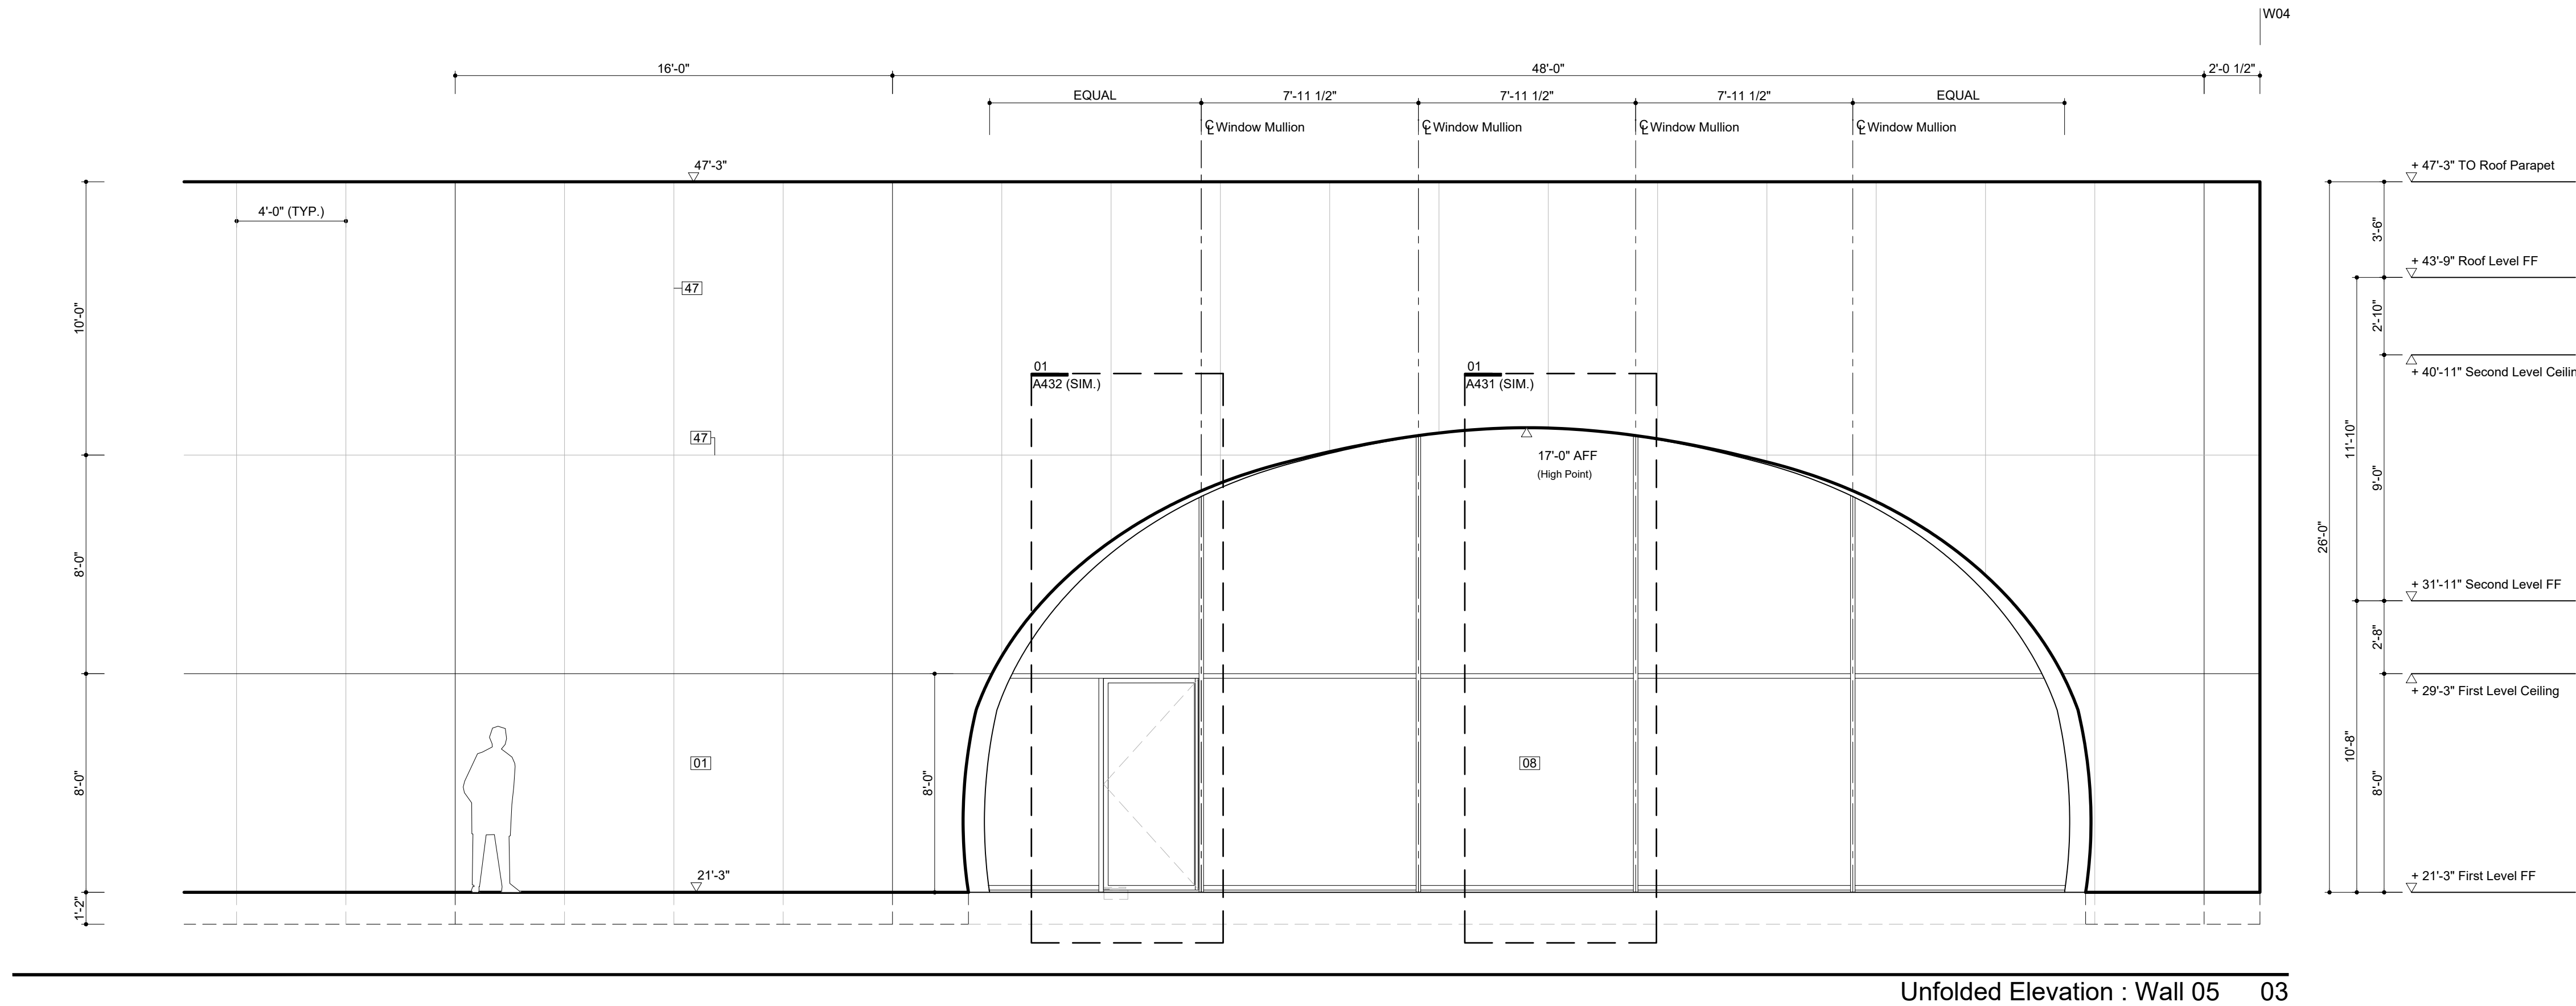 W04
16'-0"
48'-0"
2'-0 1/2"
EQUAL
7'-11 1/2"
7'-11 1/2"
7'-11 1/2"
EQUAL
℄ Window Mullion
℄ Window Mullion
℄ Window Mullion
℄ Window Mullion
47'-3"
+ 47'-3" TO Roof Parapet
4'-0" (TYP.)
3'-6"
+ 43'-9" Roof Level FF
47
10'-0"
2'-10"
01
A432 (SIM.)
01
A431 (SIM.)
+ 40'-11" Second Level Ceilin
47
17'-0" AFF
(High Point)
11'-10"
9'-0"
26'-0"
8'-0"
+ 31'-11" Second Level FF
2'-8"
+ 29'-3" First Level Ceiling
01
08
10'-8"
8'-0"
8'-0"
8'-0"
21'-3"
+ 21'-3" First Level FF
1'-2"
Unfolded Elevation : Wall 05 03